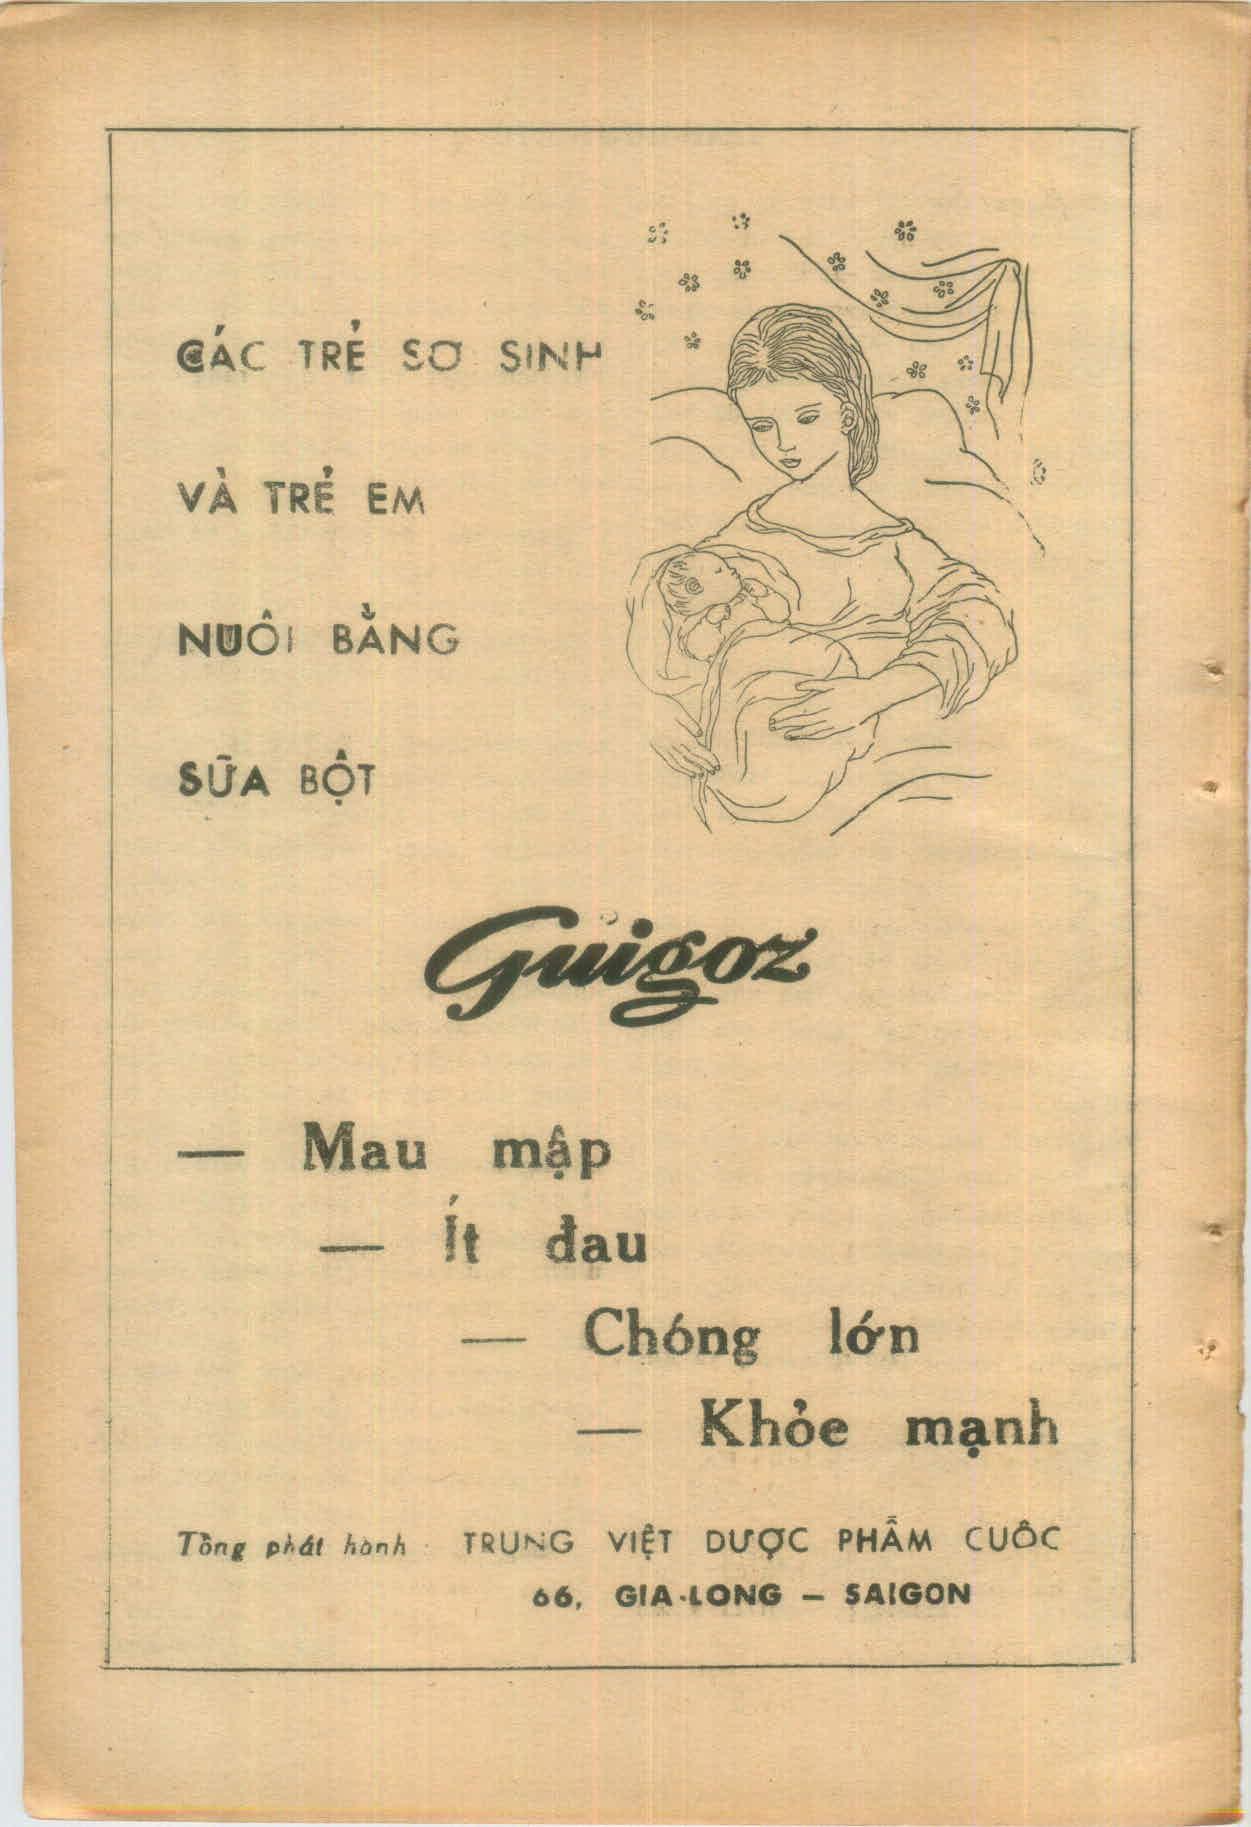 CÁC TRẺ SƠ SINH
VÀ TRẺ EM
NUÔI BẰNG
SỮA BỘT
Guigoz
— Mau mập
— Ít đau
— Chóng lớn
— Khỏe mạnh
Tổng phát hành TRUNG VIỆT DƯỢC PHẨM CUỘC
66, GIA-LONG — SAIGON